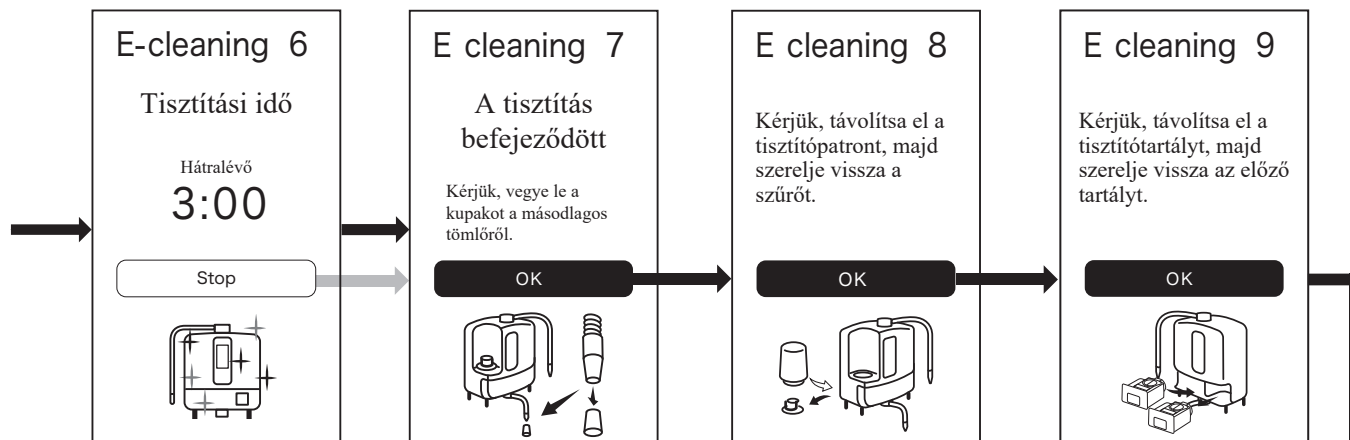 E-cleaning 6
Tisztítási idő
Hátralévő
3:00
Stop
E cleaning 7
A tisztítás
befejeződött
Kérjük, vegye le a
kupakot a másodlagos
tömlőről.
OK
E cleaning 8
Kérjük, távolítsa el a
tisztítópatront, majd
szerelje vissza a
szűrőt.
OK
E cleaning 9
Kérjük, távolítsa el a
tisztítótartályt, majd
szerelje vissza az előző
tartályt.
OK